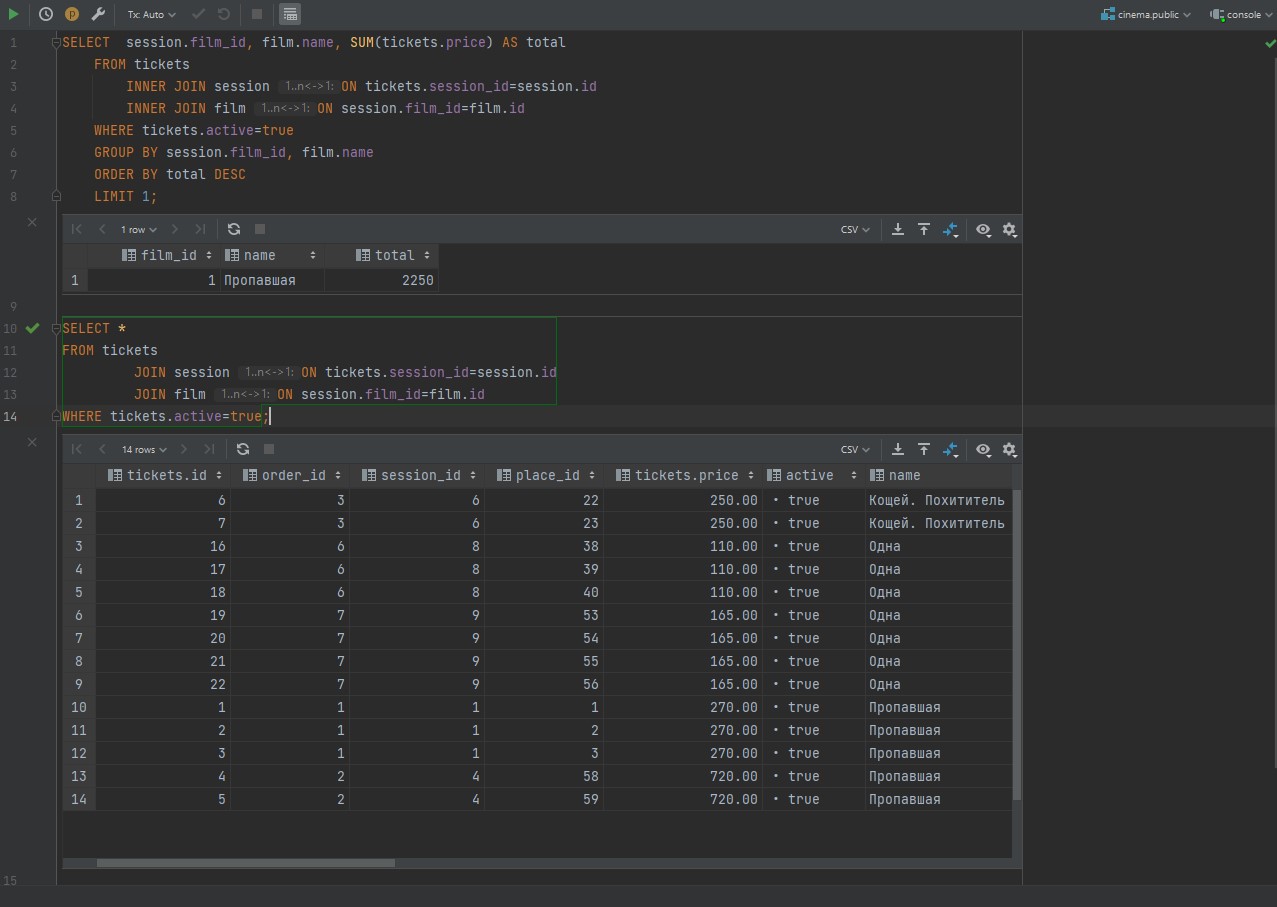 Tx: Auto cinema.public console
1 SELECT session.film_id, film.name, SUM(tickets.price) AS total
2 FROM tickets
3 INNER JOIN session 1..n<->1: ON tickets.session_id=session.id
4 INNER JOIN film 1..n<->1: ON session.film_id=film.id
5 WHERE tickets.active=true
6 GROUP BY session.film_id, film.name
7 ORDER BY total DESC
8 LIMIT 1;
1 row CSV
film_id name total
1 1 Пропавшая 2250
9
10 SELECT *
11 FROM tickets
12 JOIN session 1..n<->1: ON tickets.session_id=session.id
13 JOIN film 1..n<->1: ON session.film_id=film.id
14 WHERE tickets.active=true;
14 rows CSV
tickets.id order_id session_id place_id tickets.price active name
1 6 3 6 22 250.00 • true Кощей. Похититель
2 7 3 6 23 250.00 • true Кощей. Похититель
3 16 6 8 38 110.00 • true Одна
4 17 6 8 39 110.00 • true Одна
5 18 6 8 40 110.00 • true Одна
6 19 7 9 53 165.00 • true Одна
7 20 7 9 54 165.00 • true Одна
8 21 7 9 55 165.00 • true Одна
9 22 7 9 56 165.00 • true Одна
10 1 1 1 1 270.00 • true Пропавшая
11 2 1 1 2 270.00 • true Пропавшая
12 3 1 1 3 270.00 • true Пропавшая
13 4 2 4 58 720.00 • true Пропавшая
14 5 2 4 59 720.00 • true Пропавшая
15